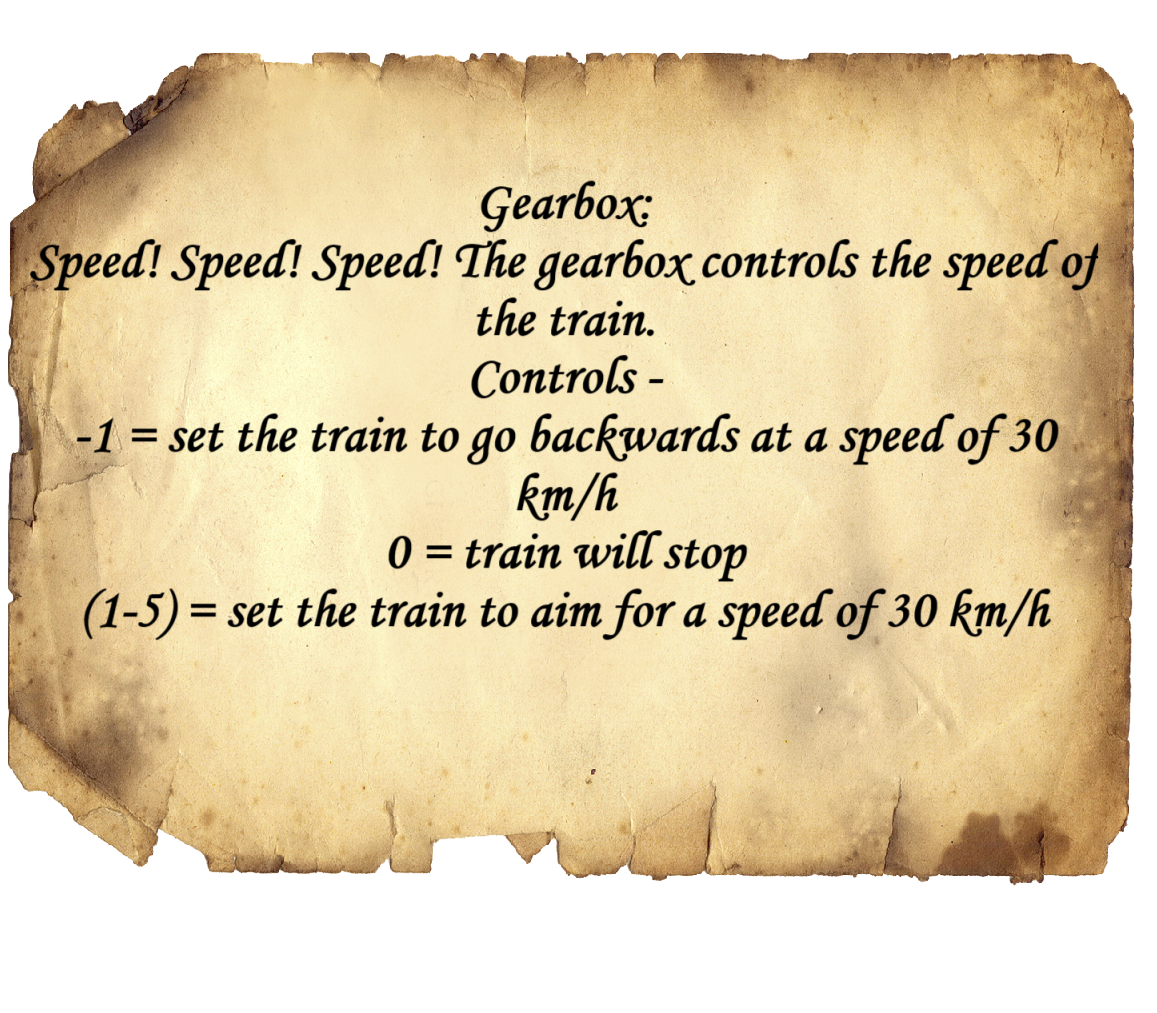 Gearbox:
Speed! Speed! Speed! The gearbox controls the speed of
the train.
Controls -
-1 = set the train to go backwards at a speed of 30
km/h
0 = train will stop
(1-5) = set the train to aim for a speed of 30 km/h